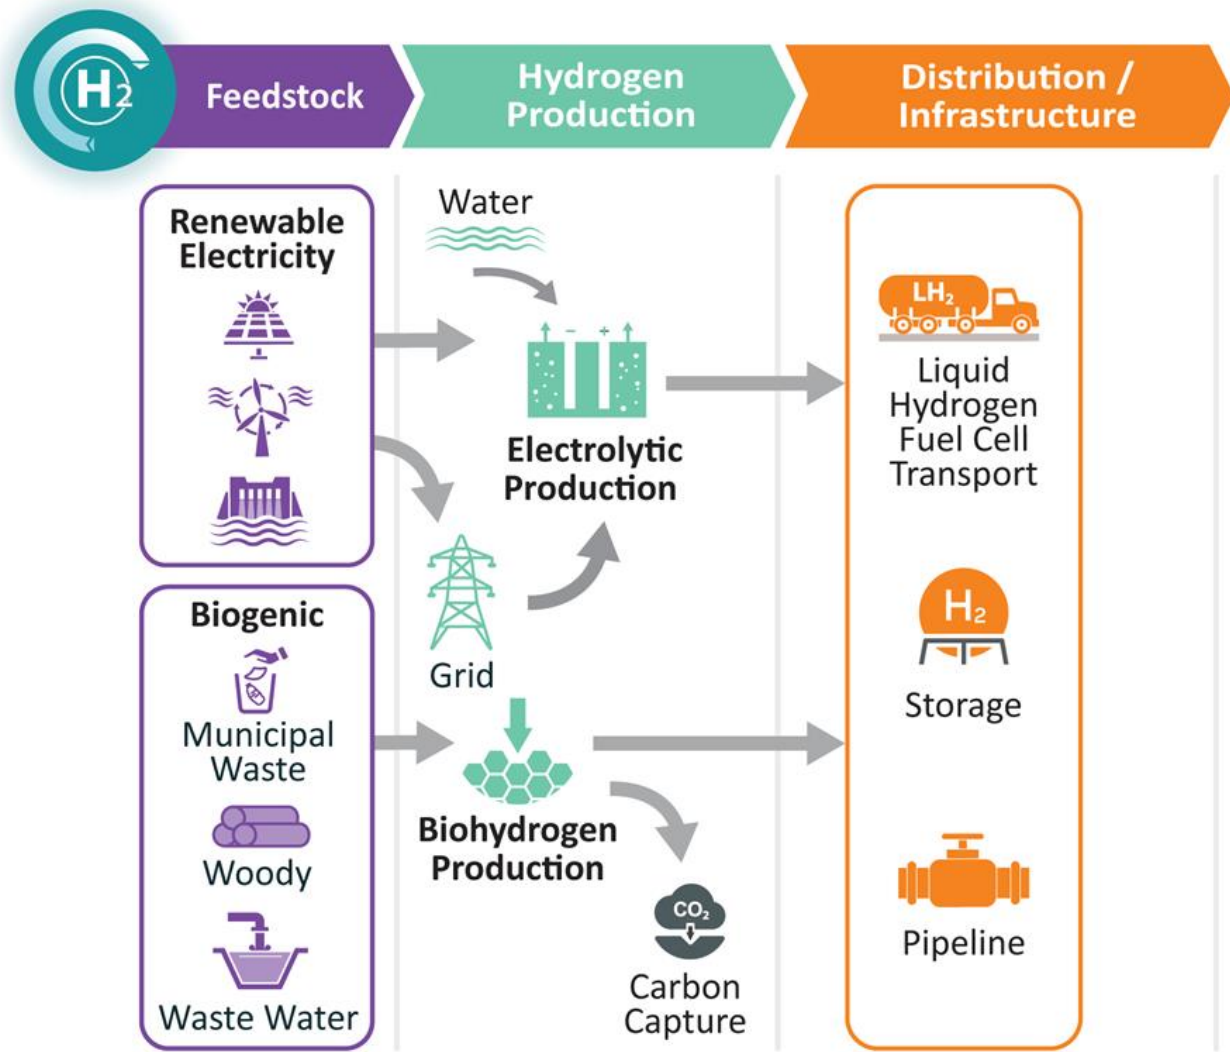 H2
Feedstock
Hydrogen
Production
Distribution /
Infrastructure
Renewable
Electricity
Biogenic
Municipal
Waste
Woody
Waste Water
Water
- +
Electrolytic
Production
Grid
Biohydrogen
Production
CO₂
Carbon
Capture
LH₂
Liquid
Hydrogen
Fuel Cell
Transport
H₂
Storage
Pipeline